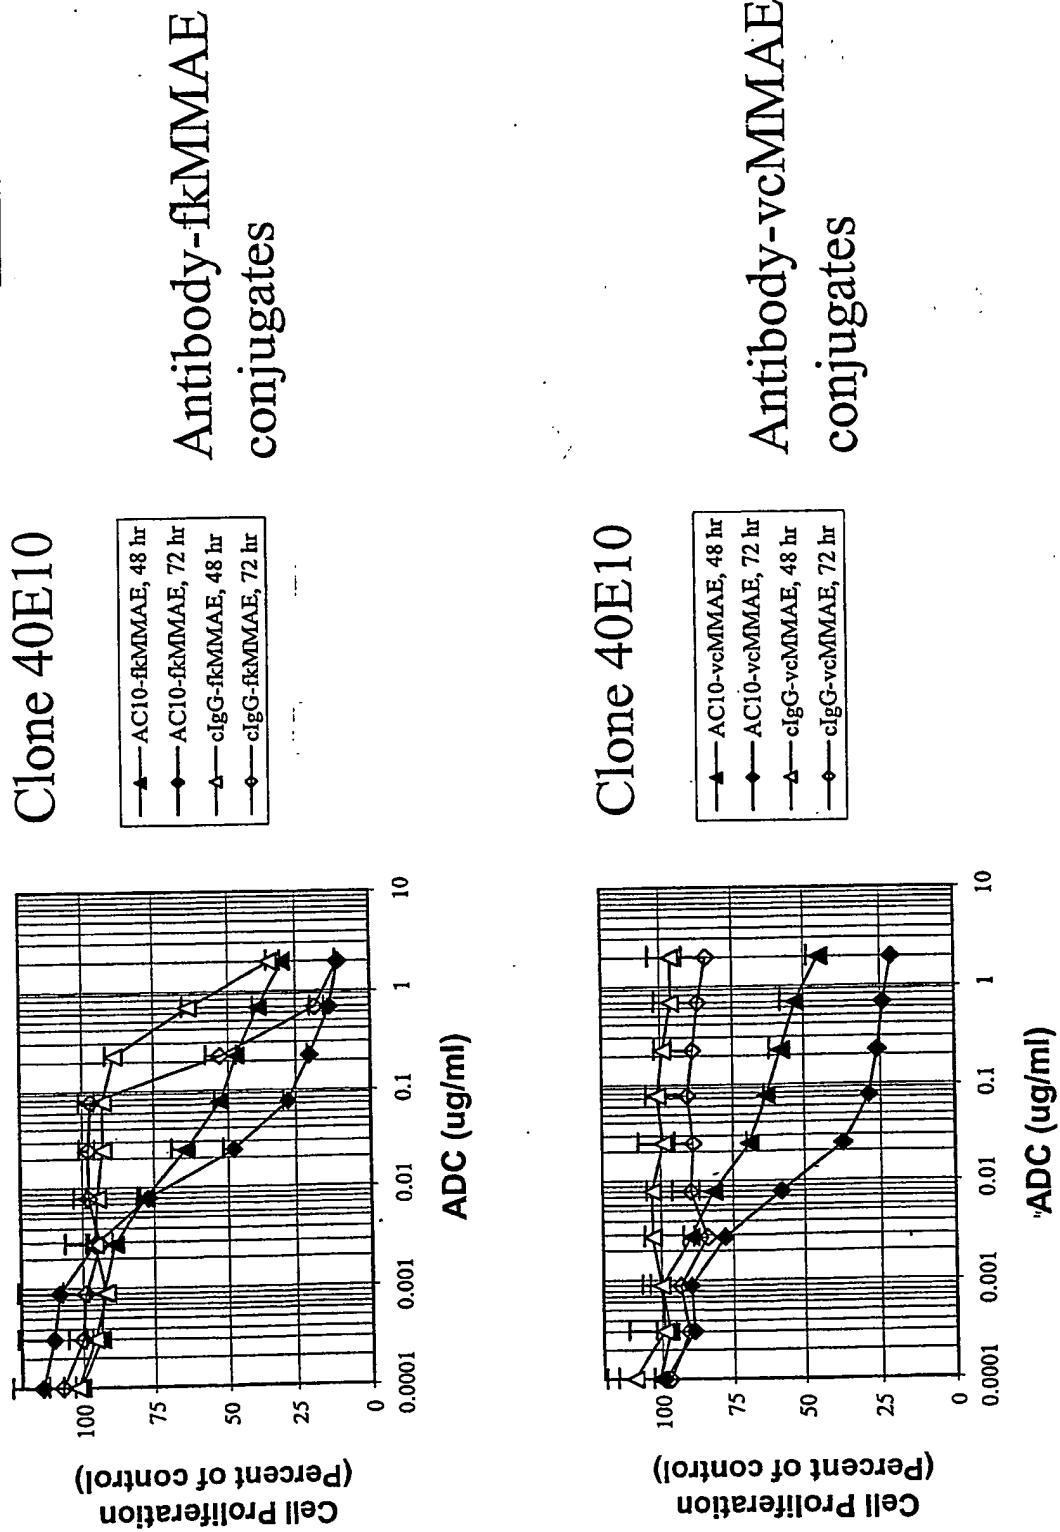 Clone 40E10
AC10-fkMMAE, 48 hr
AC10-fkMMAE, 72 hr
cIgG-fkMMAE, 48 hr
cIgG-fkMMAE, 72 hr
Antibody-fkMMAE
conjugates
Cell Proliferation
(Percent of control)
100
75
50
25
0
0.0001
0.001
0.01
0.1
1
10
ADC (ug/ml)
Clone 40E10
AC10-vcMMAE, 48 hr
AC10-vcMMAE, 72 hr
cIgG-vcMMAE, 48 hr
cIgG-vcMMAE, 72 hr
Antibody-vcMMAE
conjugates
Cell Proliferation
(Percent of control)
100
75
50
25
0
0.0001
0.001
0.01
0.1
1
10
ADC (ug/ml)